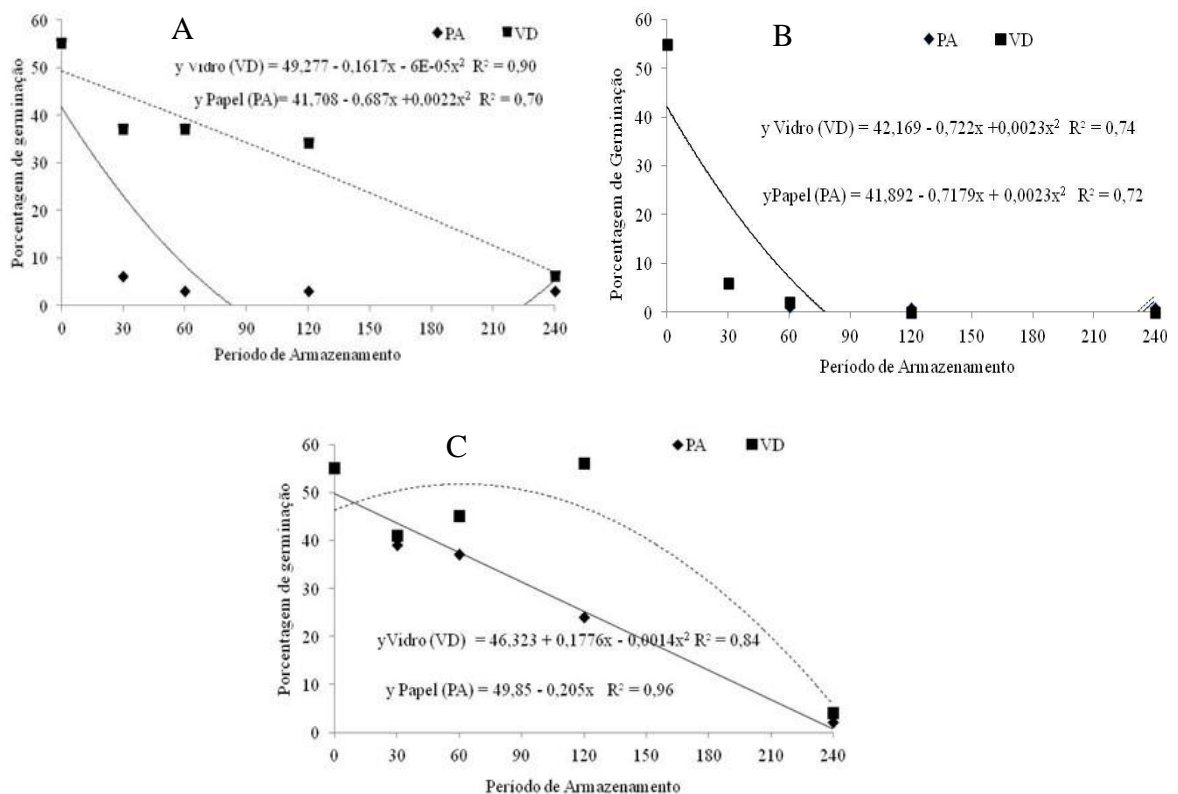 A
PA VD
y Vidro (VD) = 49,277 - 0,1617x - 6E-05x² R² = 0,90
y Papel (PA)= 41,708 - 0,687x +0,0022x² R² = 0,70
Porcentagem de germinação
60
50
40
30
20
10
0
0 30 60 90 120 150 180 210 240
Período de Armazenamento
B
PA VD
y Vidro (VD) = 42,169 - 0,722x +0,0023x² R² = 0,74
yPapel (PA) = 41,892 - 0,7179x + 0,0023x² R² = 0,72
Porcentagem de Germinação
60
50
40
30
20
10
0
0 30 60 90 120 150 180 210 240
Período de Armazenamento
C
PA VD
Porcentagem de germinação
60
50
40
30
20
10
0
yVidro (VD) = 46,323 + 0,1776x - 0,0014x² R² = 0,84
y Papel (PA) = 49,85 - 0,205x R² = 0,96
0 30 60 90 120 150 180 210 240
Período de Armazenamento